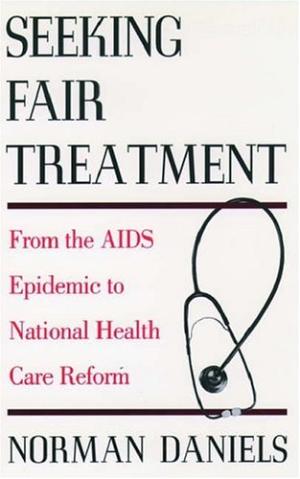 SEEKING
FAIR
TREATMENT
From the AIDS
Epidemic to
National Health
Care Reform
NORMAN DANIELS